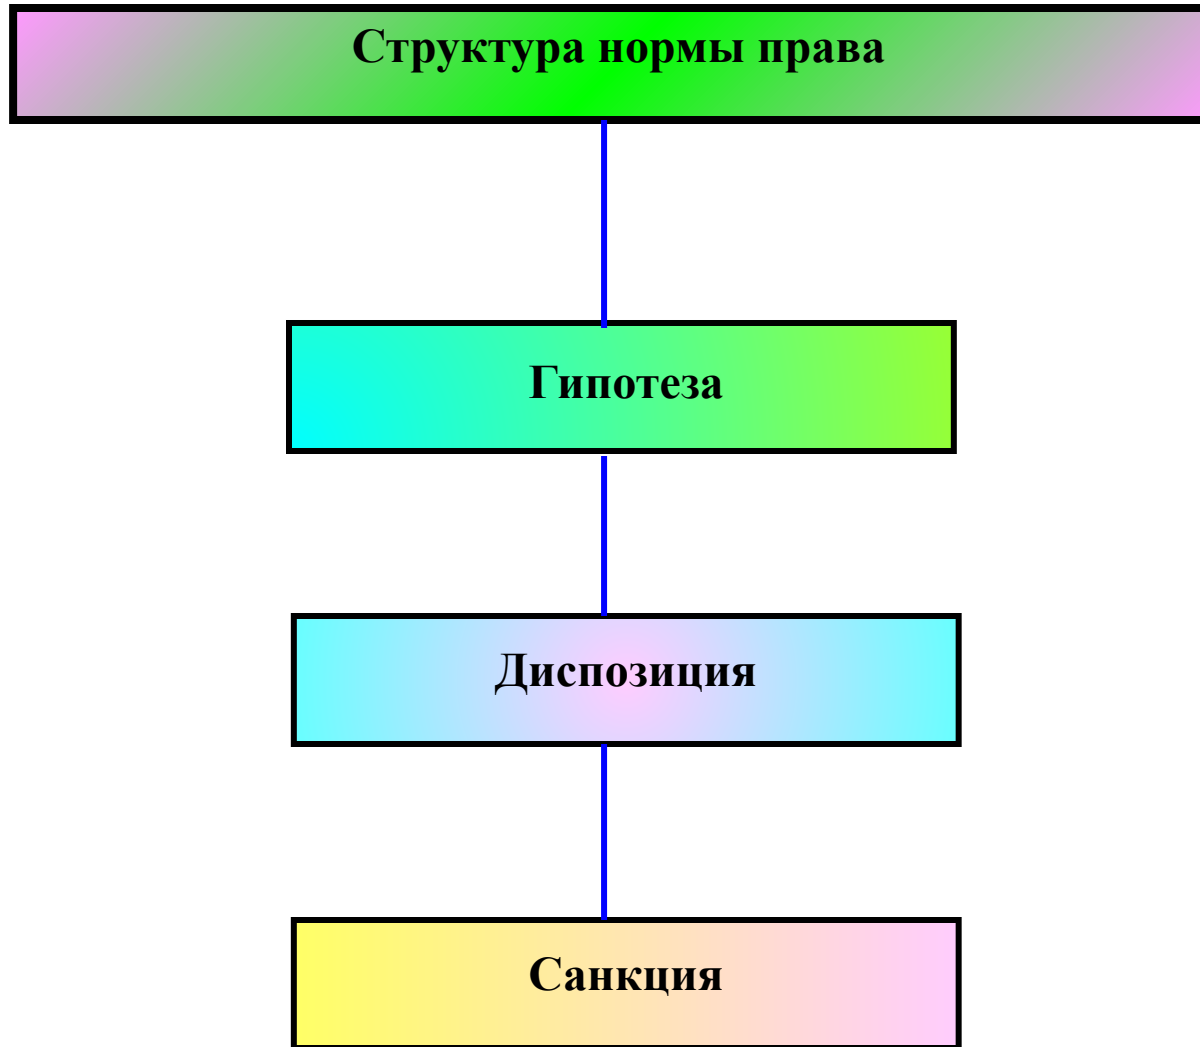 Структура нормы права
Гипотеза
Диспозиция
Санкция